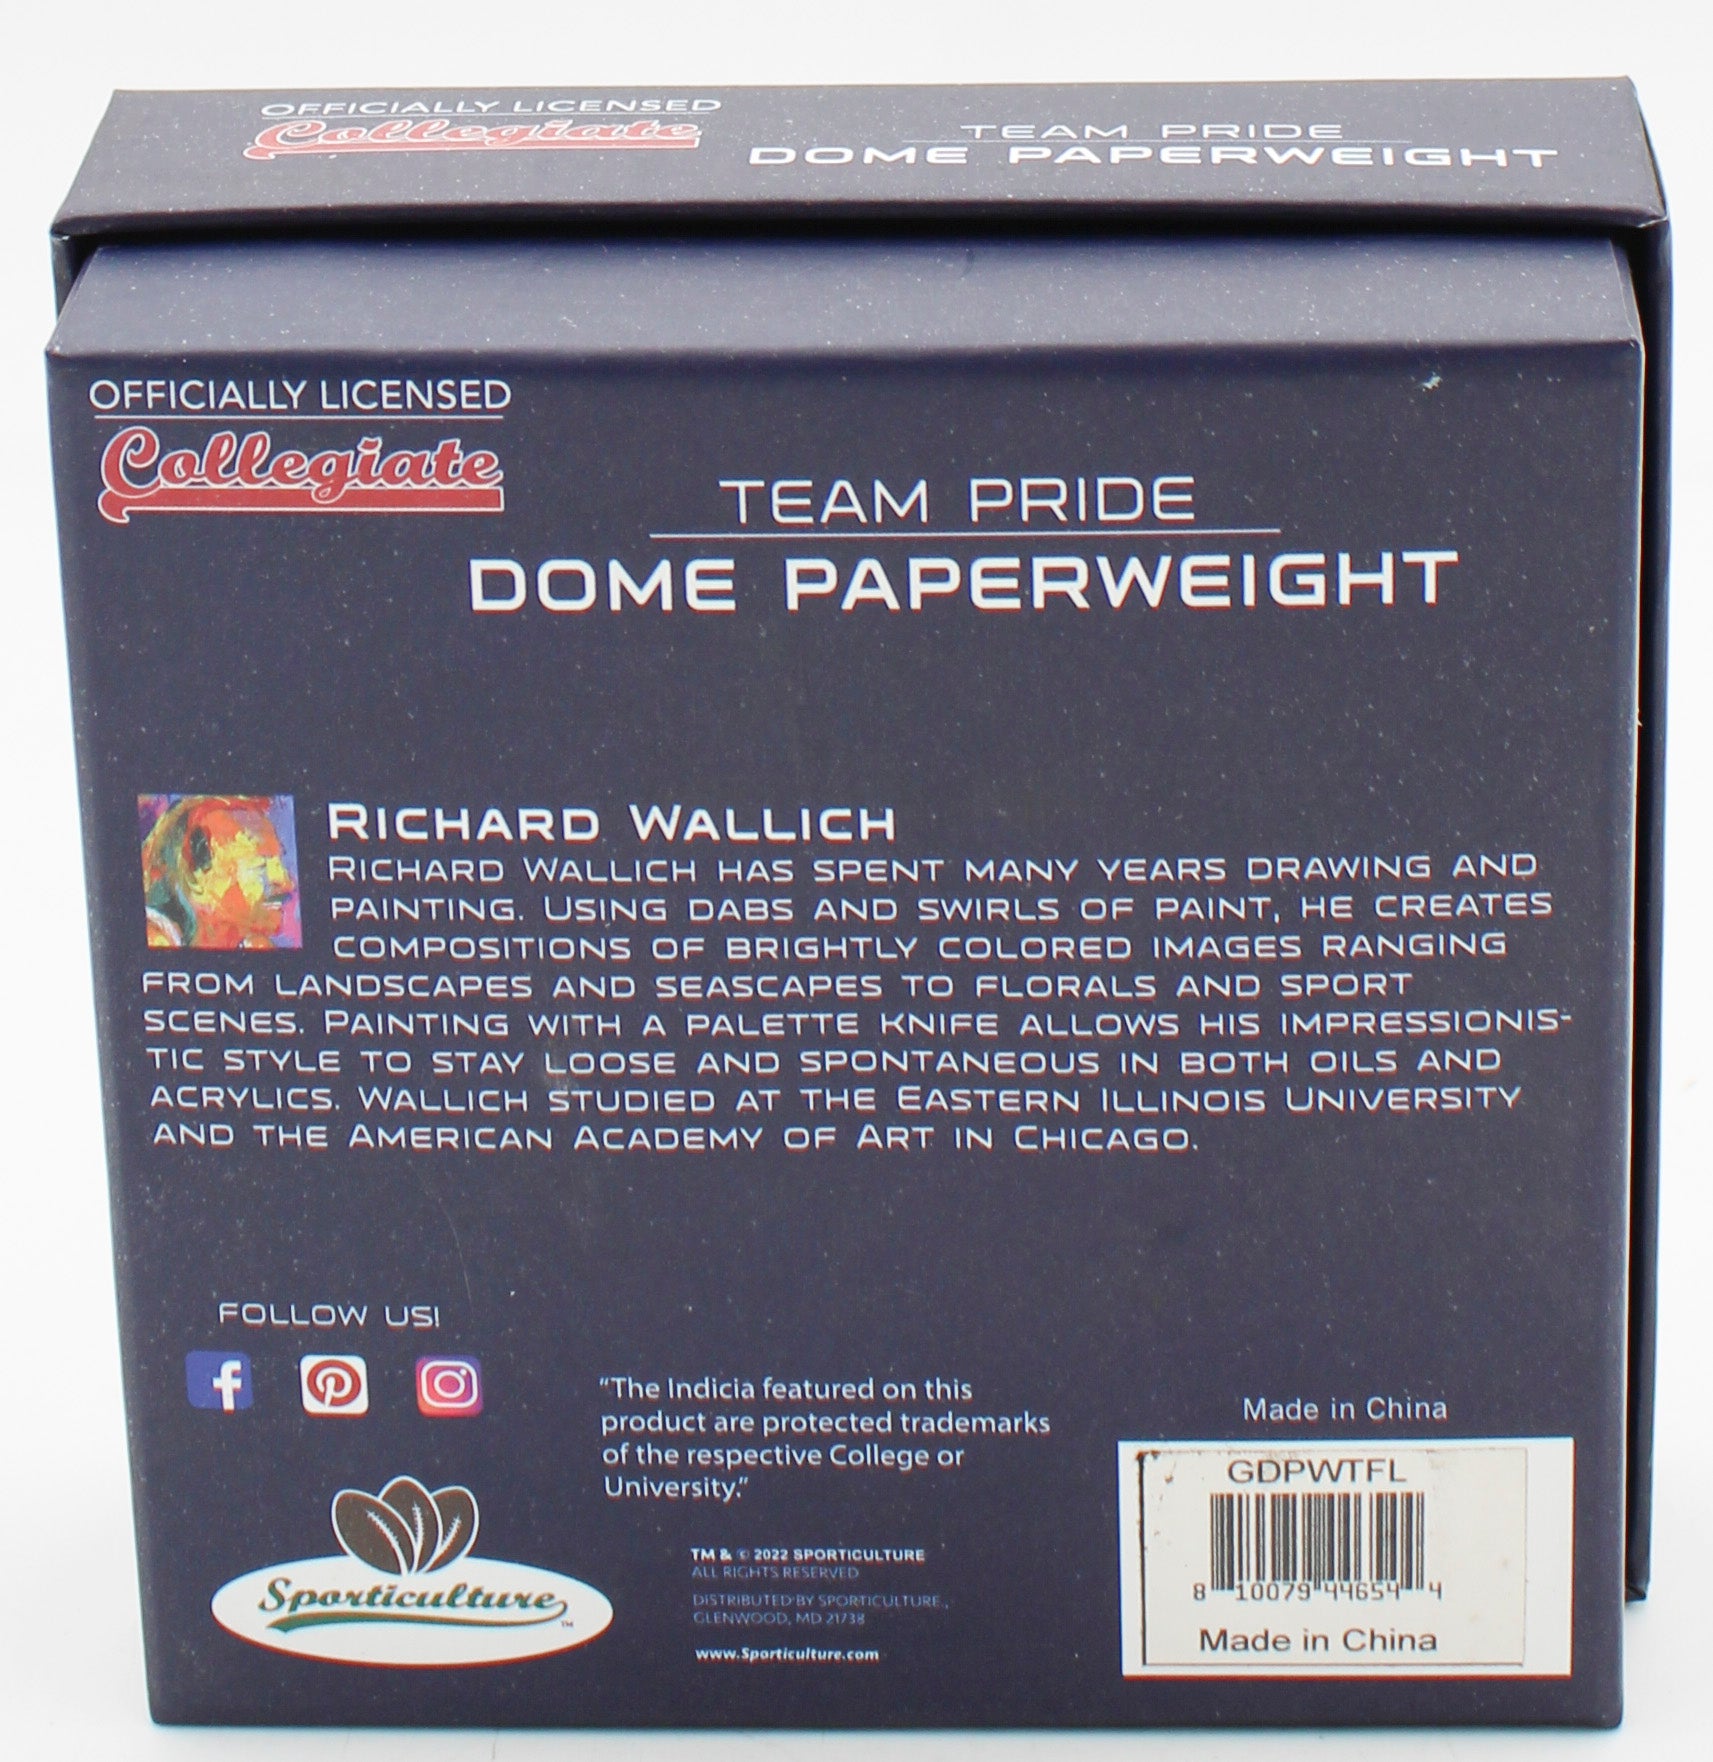 OFFICIALLY LICENSED
Collegiate
TEAM PRIDE
DOME PAPERWEIGHT
OFFICIALLY LICENSED
Collegiate
TEAM PRIDE
DOME PAPERWEIGHT
RICHARD WALLICH
RICHARD WALLICH HAS SPENT MANY YEARS DRAWING AND
PAINTING. USING DABS AND SWIRLS OF PAINT, HE CREATES
COMPOSITIONS OF BRIGHTLY COLORED IMAGES RANGING
FROM LANDSCAPES AND SEASCAPES TO FLORALS AND SPORT
SCENES. PAINTING WITH A PALETTE KNIFE ALLOWS HIS IMPRESSIONIS-
TIC STYLE TO STAY LOOSE AND SPONTANEOUS IN BOTH OILS AND
ACRYLICS. WALLICH STUDIED AT THE EASTERN ILLINOIS UNIVERSITY
AND THE AMERICAN ACADEMY OF ART IN CHICAGO.
FOLLOW US!
"The Indicia featured on this
product are protected trademarks
of the respective College or
University."
TM & © 2022 SPORTICULTURE
ALL RIGHTS RESERVED
DISTRIBUTED BY SPORTICULTURE.,
GLENWOOD, MD 21738
www.Sporticulture.com
Sporticulture™
Made in China
GDPWTFL
8 10079 44654 4
Made in China